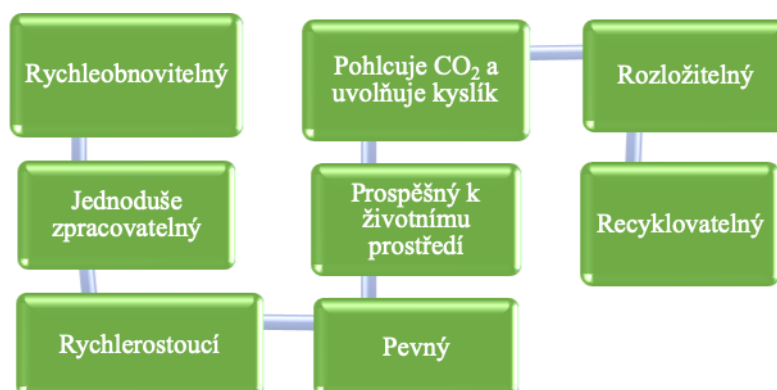 Rychleobnovitelný
Jednoduše
zpracovatelný
Rychlerostoucí
Pevný
Prospěšný k
životnímu
prostředí
Pohlcuje CO₂ a
uvolňuje kyslík
Rozložitelný
Recyklovatelný